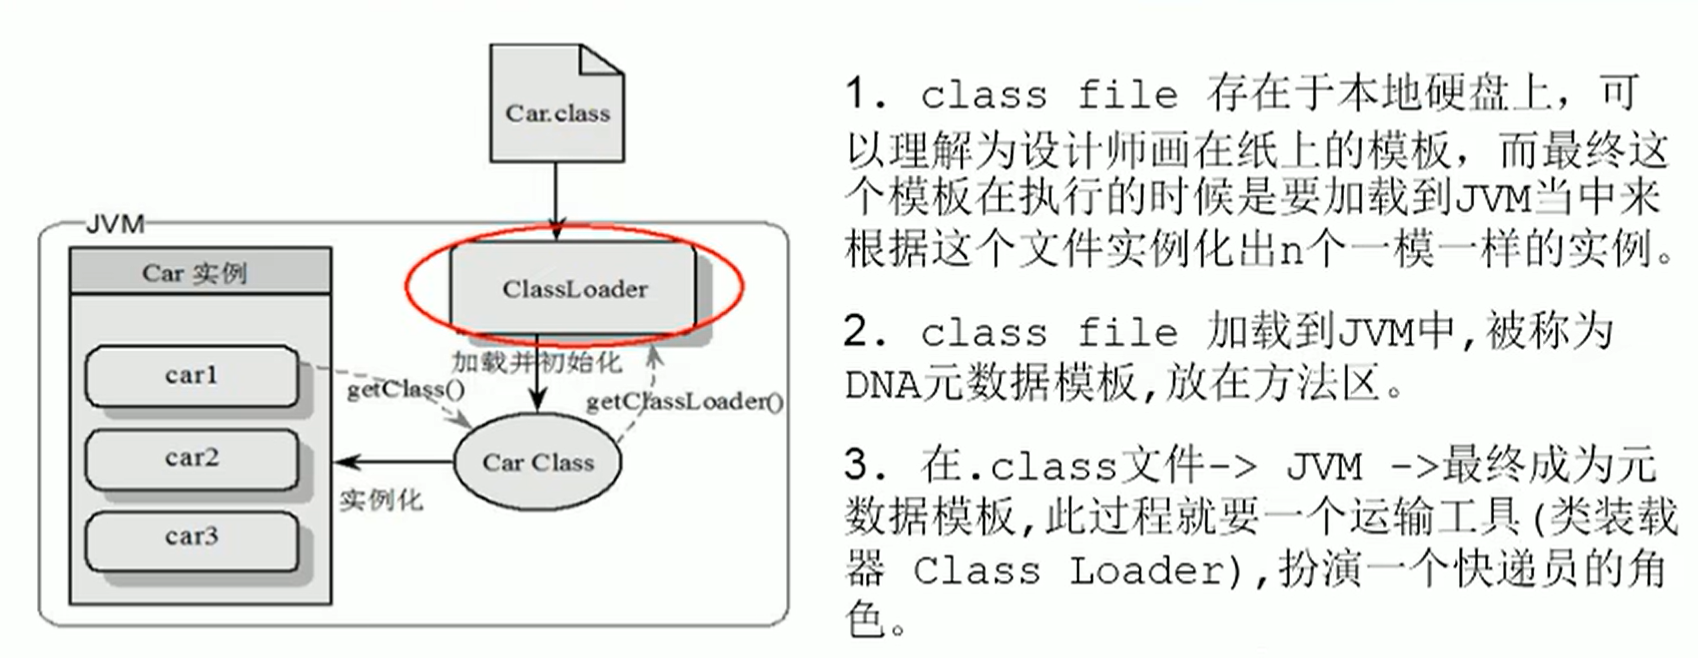 Car.class
JVM
Car 实例
ClassLoader
加载并初始化
car1
getClass()
getClassLoader()
car2
Car Class
实例化
car3
1. class file 存在于本地硬盘上，可
以理解为设计师画在纸上的模板，而最终这
个模板在执行的时候是要加载到JVM当中来
根据这个文件实例化出n个一模一样的实例。
2. class file 加载到JVM中,被称为
DNA元数据模板,放在方法区。
3. 在.class文件-> JVM ->最终成为元
数据模板,此过程就要一个运输工具(类装载
器 Class Loader),扮演一个快递员的角
色。